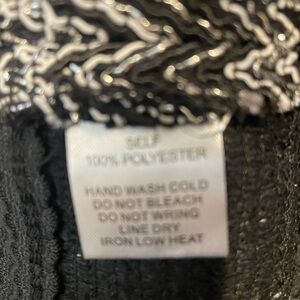 SELF
100% POLYESTER
HAND WASH COLD
DO NOT BLEACH
DO NOT WRING
LINE DRY
IRON LOW HEAT